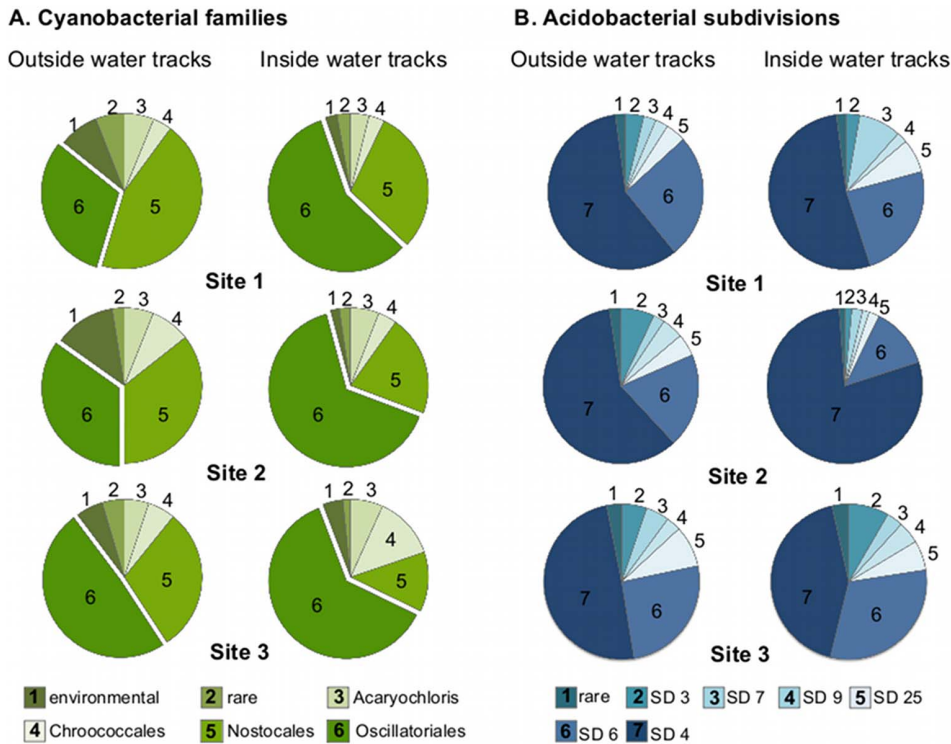 A. Cyanobacterial families
B. Acidobacterial subdivisions
Outside water tracks
Inside water tracks
Outside water tracks
Inside water tracks
1 2 3 4 5 6
1 2 3 4 5 6
1 2 3 4 5 6 7
1 2 3 4 5 6 7
Site 1
Site 1
1 2 3 4 5 6
1 2 3 4 5 6
1 2 3 4 5 6 7
1 2 3 4 5 6 7
Site 2
Site 2
1 2 3 4 5 6
1 2 3 4 5 6
1 2 3 4 5 6 7
1 2 3 4 5 6 7
Site 3
Site 3
1 environmental 2 rare 3 Acaryochloris
4 Chroococcales 5 Nostocales 6 Oscillatoriales
1 rare 2 SD 3 3 SD 7 4 SD 9 5 SD 25
6 SD 6 7 SD 4